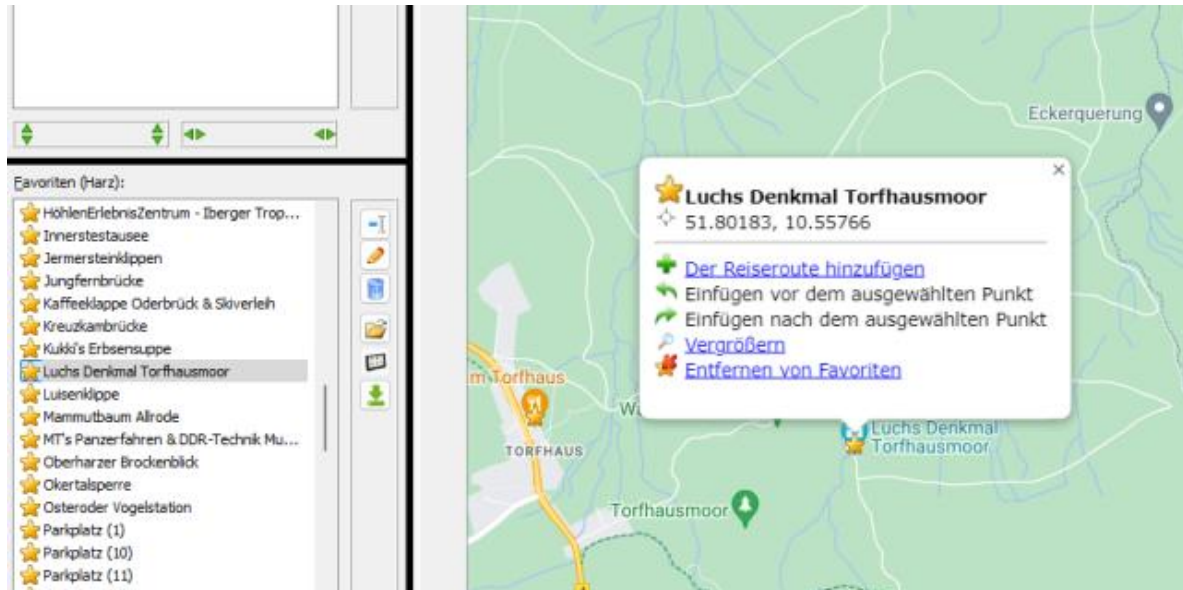 Favoriten (Harz):
HöhlenErlebnisZentrum - Iberger Trop...
Innerstestausee
Jermersteinklippen
Jungfernbrücke
Kaffeeklappe Oderbrück & Skiverleih
Kreuzkambrücke
Kukki's Erbsensuppe
Luchs Denkmal Torfhausmoor
Luisenklippe
Mammutbaum Allrode
MT's Panzerfahren & DDR-Technik Mu...
Oberharzer Brockenblick
Okertalsperre
Osteroder Vogelstation
Parkplatz (1)
Parkplatz (10)
Parkplatz (11)
Eckerquerung
Luchs Denkmal Torfhausmoor
51.80183, 10.55766
Der Reiseroute hinzufügen
Einfügen vor dem ausgewählten Punkt
Einfügen nach dem ausgewählten Punkt
Vergrößern
Entfernen von Favoriten
m Torfhaus
TORFHAUS
Luchs Denkmal
Torfhausmoor
Torfhausmoor
4